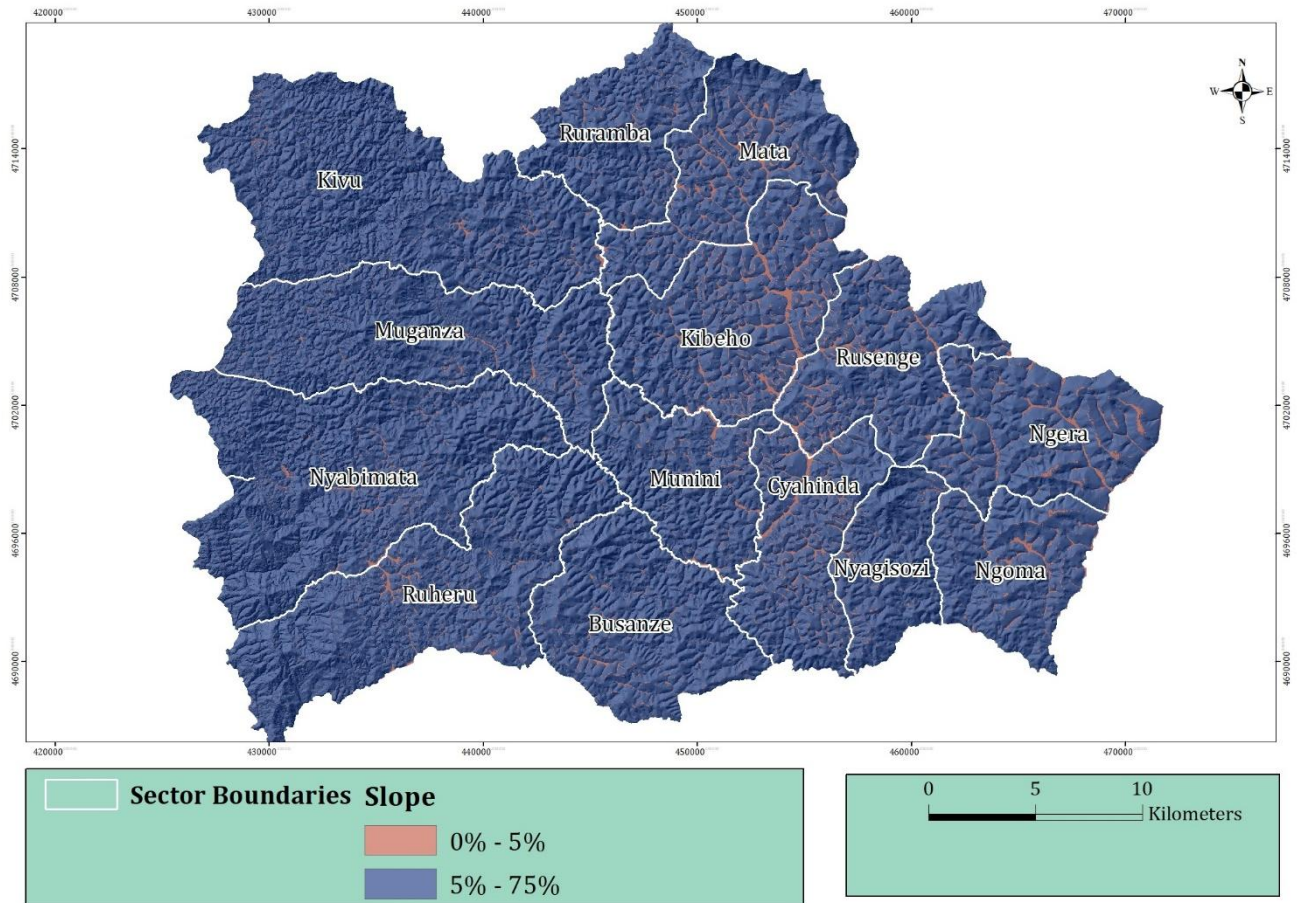 420000 430000 440000 450000 460000 470000
N
W E
S
4714000 4714000
4708000 4708000
4702000 4702000
4696000 4696000
4690000 4690000
Ruramba
Mata
Kivu
Muganza
Kibeho
Rusenge
Ngera
Nyabimata
Munini
Cyahinda
Nyagisozi
Ngoma
Ruheru
Busanze
420000 430000 440000 450000 460000 470000
Sector Boundaries
Slope
0% - 5%
5% - 75%
0 5 10
Kilometers